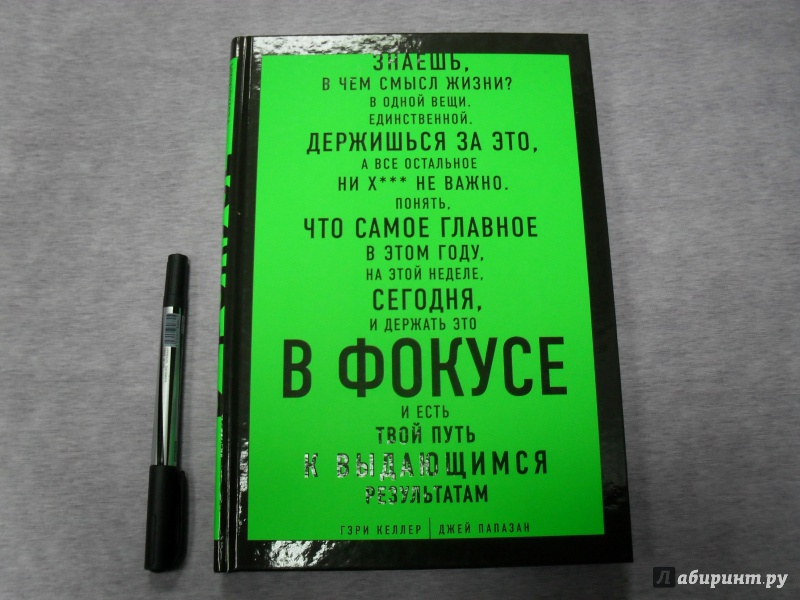 ЗНАЕШЬ,
В ЧЁМ СМЫСЛ ЖИЗНИ?
В ОДНОЙ ВЕЩИ.
ЕДИНСТВЕННОЙ.
ДЕРЖИШЬСЯ ЗА ЭТО,
А ВСЕ ОСТАЛЬНОЕ
НИ Х*** НЕ ВАЖНО.
ПОНЯТЬ,
ЧТО САМОЕ ГЛАВНОЕ
В ЭТОМ ГОДУ,
НА ЭТОЙ НЕДЕЛЕ,
СЕГОДНЯ,
И ДЕРЖАТЬ ЭТО
В ФОКУСЕ
И ЕСТЬ
ТВОЙ ПУТЬ
К ВЫДАЮЩИМСЯ
РЕЗУЛЬТАТАМ
ГЭРИ КЕЛЛЕР | ДЖЕЙ ПАПАЗАН
Лабиринт.ру